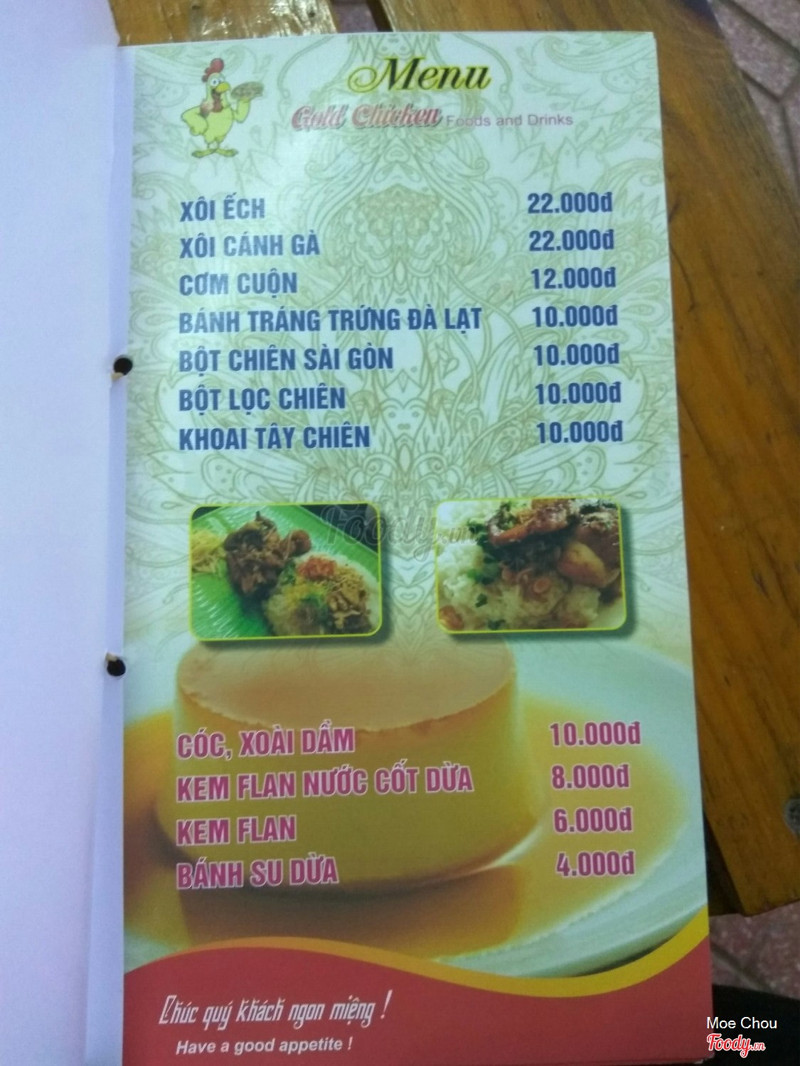 Menu
Gold Chicken Foods and Drinks
XÔI ẾCH 22.000đ
XÔI CÁNH GÀ 22.000đ
CƠM CUỘN 12.000đ
BÁNH TRÁNG TRỨNG ĐÀ LẠT 10.000đ
BỘT CHIÊN SÀI GÒN 10.000đ
BỘT LỌC CHIÊN 10.000đ
KHOAI TÂY CHIÊN 10.000đ
Foody.vn
CÓC, XOÀI DẦM 10.000đ
KEM FLAN NƯỚC CỐT DỪA 8.000đ
KEM FLAN 6.000đ
BÁNH SU DỪA 4.000đ
Chúc quý khách ngon miệng !
Have a good appetite !
Moe Chou
Foody.vn